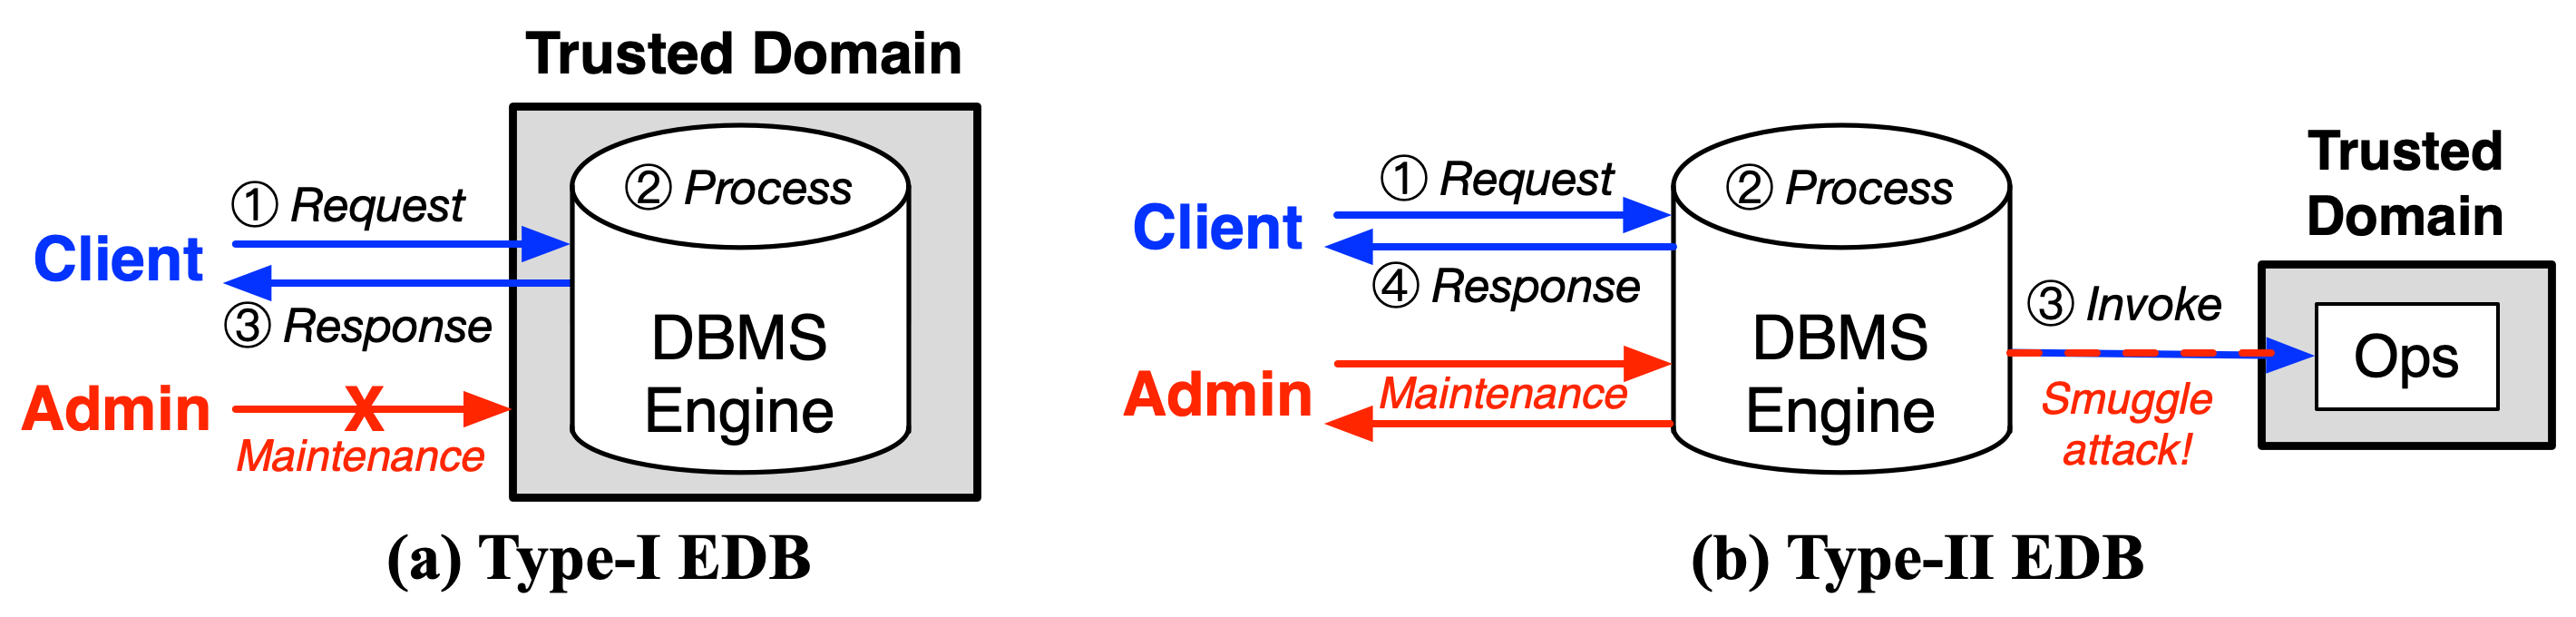 Trusted Domain
① Request
② Process
Client
③ Response
DBMS
Engine
Admin
X
Maintenance
(a) Type-I EDB
① Request
② Process
Client
④ Response
DBMS
Engine
Admin
Maintenance
Trusted
Domain
③ Invoke
Ops
Smuggle
attack!
(b) Type-II EDB